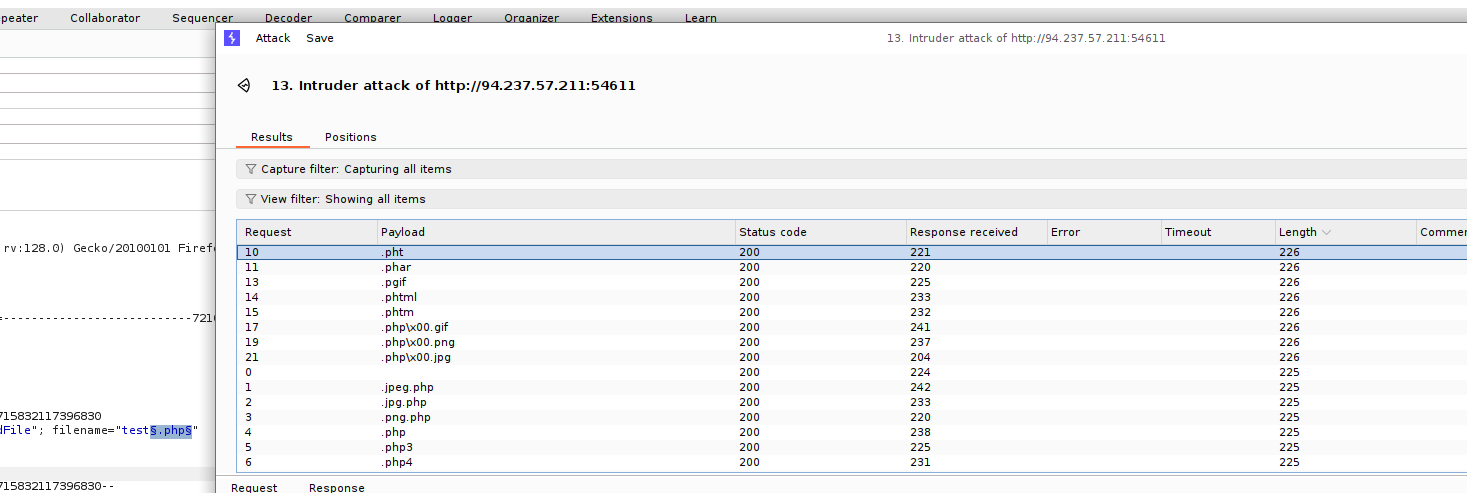 peater Collaborator Sequencer Decoder Comparer Logger Organizer Extensions Learn
Attack Save 13. Intruder attack of http://94.237.57.211:54611
13. Intruder attack of http://94.237.57.211:54611
Results Positions
Capture filter: Capturing all items
View filter: Showing all items
Request Payload Status code Response received Error Timeout Length Commen
rv:128.0) Gecko/20100101 Firef
10 .pht 200 221 226
11 .phar 200 220 226
13 .pgif 200 225 226
14 .phtml 200 233 226
15 .phtm 200 232 226
=---------------------------7210
17 .php\x00.gif 200 241 226
19 .php\x00.png 200 237 226
21 .php\x00.jpg 200 204 226
0 200 224 225
1 .jpeg.php 200 242 225
2 .jpg.php 200 233 225
3 .png.php 200 220 225
715832117396830
4 .php 200 238 225
dFile"; filename="test§.php§"
5 .php3 200 225 225
6 .php4 200 231 225
715832117396830--
Request Response